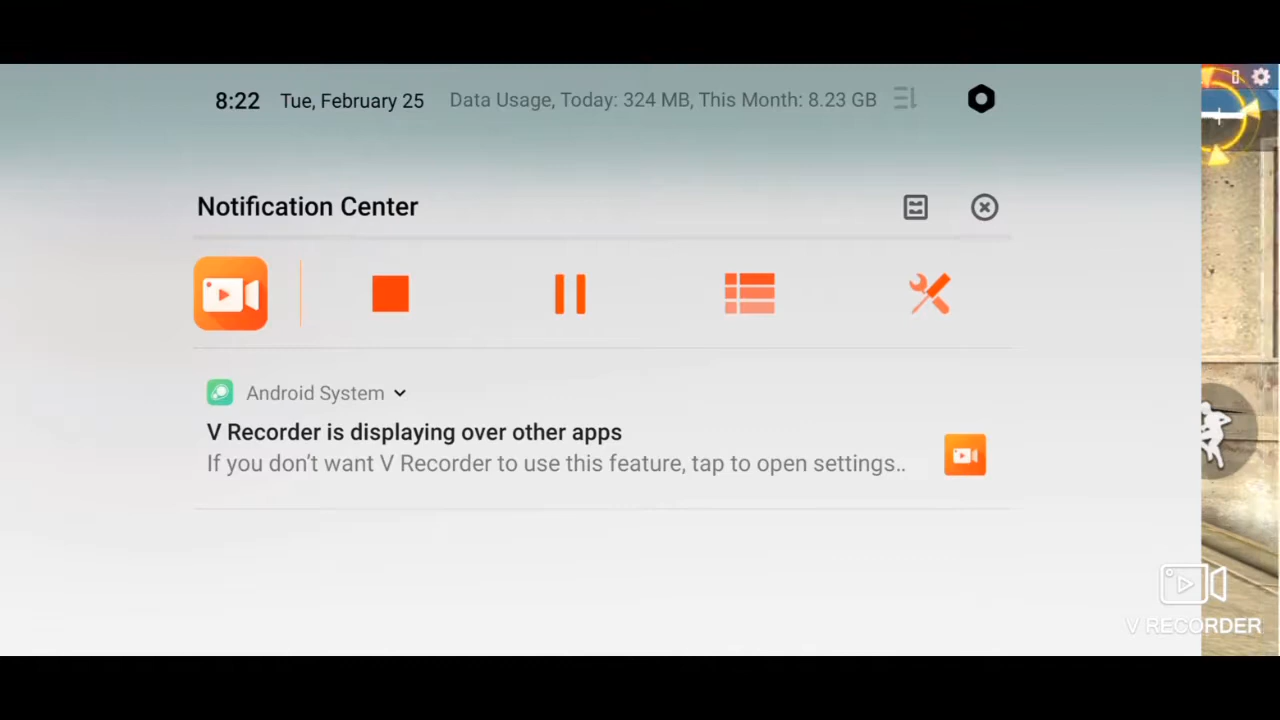 8:22 Tue, February 25 Data Usage, Today: 324 MB, This Month: 8.23 GB
Notification Center
Android System
V Recorder is displaying over other apps
If you don’t want V Recorder to use this feature, tap to open settings..
V RECORDER